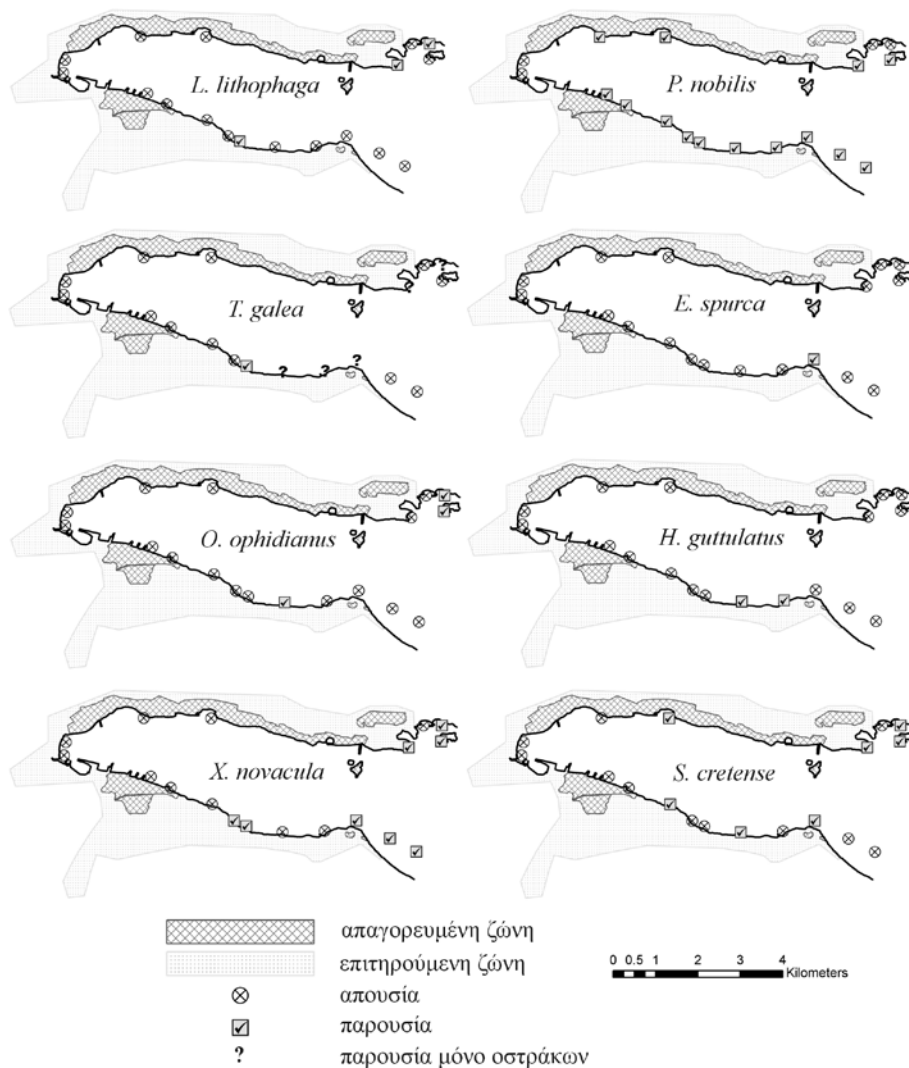 L. lithophaga
P. nobilis
T. galea
E. spurca
? ? ?
O. ophidianus
H. guttulatus
X. novacula
S. cretense
απαγορευμένη ζώνη
επιτηρούμενη ζώνη
0 0.5 1 2 3 4
Kilometers
απουσία
παρουσία
? παρουσία μόνο οστράκων